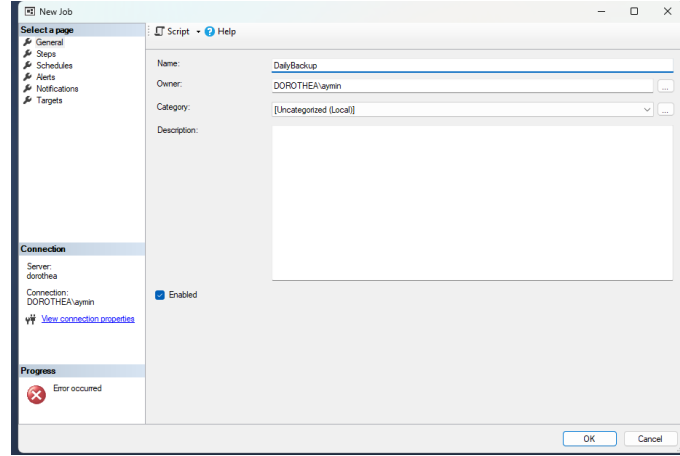 New Job
Select a page
General
Steps
Schedules
Alerts
Notifications
Targets
Script
Help
Name:
DailyBackup
Owner:
DOROTHEA\aymin
...
Category:
[Uncategorized (Local)]
...
Description:
Enabled
Connection
Server:
dorothea
Connection:
DOROTHEA\aymin
View connection properties
Progress
Error occurred
OK
Cancel